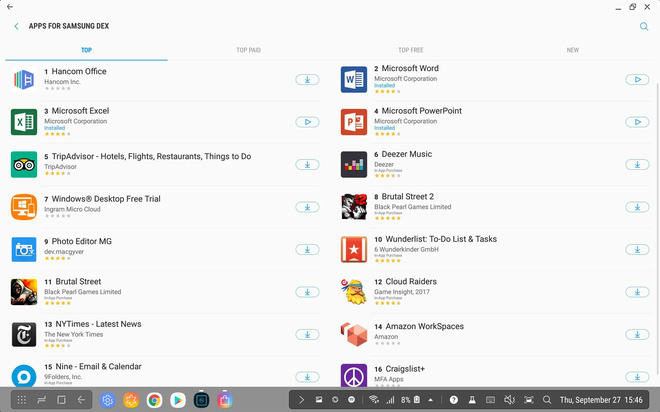 APPS FOR SAMSUNG DEX
TOP
TOP PAID
TOP FREE
NEW
1 Hancom Office
Hancom Inc.
2 Microsoft Word
Microsoft Corporation
Installed
3 Microsoft Excel
Microsoft Corporation
Installed
4 Microsoft PowerPoint
Microsoft Corporation
Installed
5 TripAdvisor - Hotels, Flights, Restaurants, Things to Do
TripAdvisor
6 Deezer Music
Deezer
In-App Purchase
7 Windows® Desktop Free Trial
Ingram Micro Cloud
8 Brutal Street 2
Black Pearl Games Limited
In-App Purchase
9 Photo Editor MG
dev.macgyver
10 Wunderlist: To-Do List & Tasks
6 Wunderkinder GmbH
In-App Purchase
11 Brutal Street
Black Pearl Games Limited
In-App Purchase
12 Cloud Raiders
Game Insight, 2017
In-App Purchase
13 NYTimes - Latest News
The New York Times
In-App Purchase
14 Amazon WorkSpaces
Amazon
15 Nine - Email & Calendar
9Folders, Inc.
In-App Purchase
16 Craigslist+
MFA Apps
In-App Purchase
8%
Thu, September 27
15:46